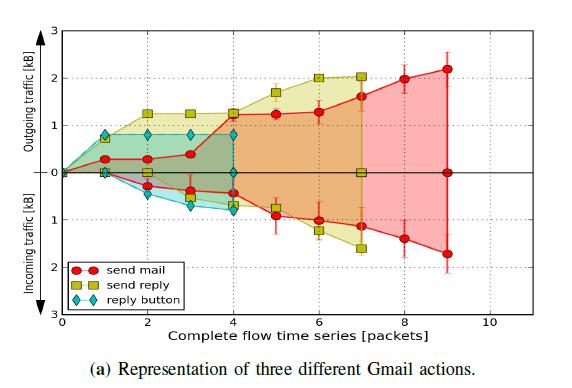 3
2
1
0
1
2
3
Outgoing traffic [kB]
Incoming traffic [kB]
send mail
send reply
reply button
0 2 4 6 8 10
Complete flow time series [packets]
(a) Representation of three different Gmail actions.